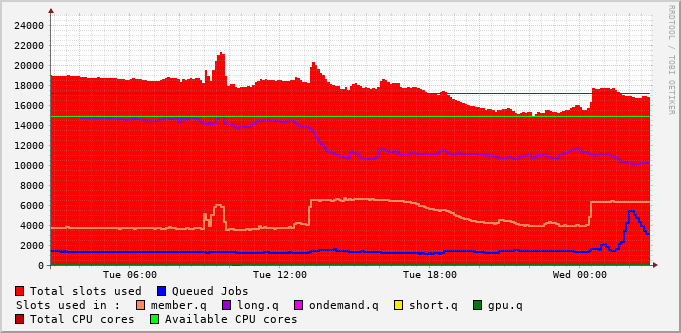 RRDTOOL / TOBI OETIKER
24000
22000
20000
18000
16000
14000
12000
10000
8000
6000
4000
2000
0
Tue 06:00 Tue 12:00 Tue 18:00 Wed 00:00
Total slots used Queued Jobs
Slots used in : member.q long.q ondemand.q short.q gpu.q
Total CPU cores Available CPU cores